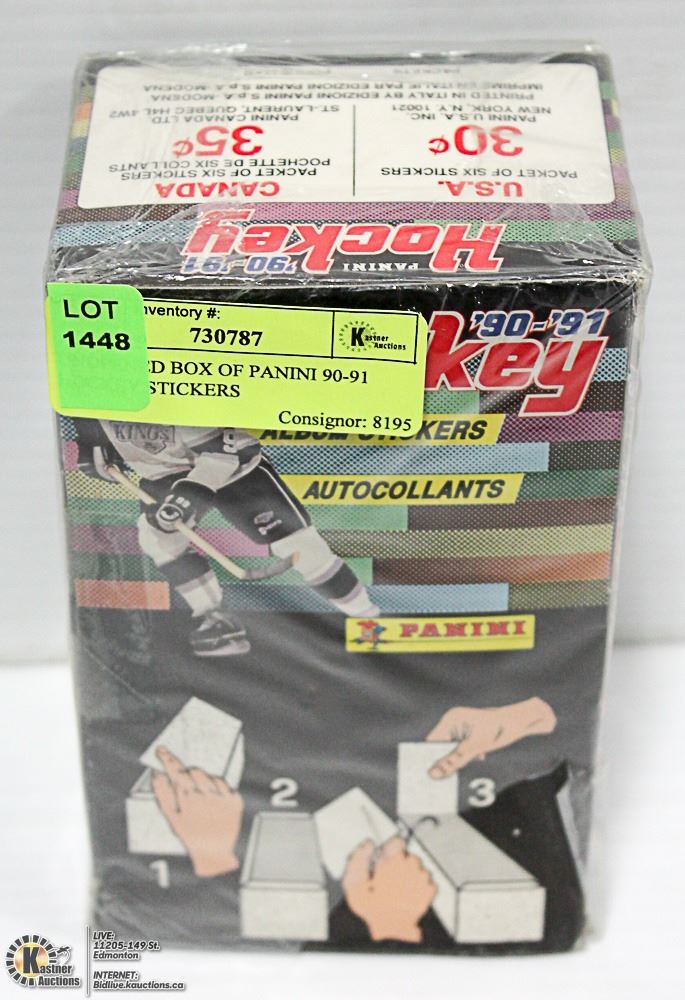 PACKETS
U.S.A.
PACKET OF SIX STICKERS
30¢
PANINI U.S.A. INC.
NEW YORK, N.Y. 10021
CANADA
PACKET OF SIX STICKERS
POCHETTE DE SIX COLLANTS
35¢
PANINI CANADA LTD.
ST-LAURENT, QUEBEC H4L 4W2
PRINTED IN ITALY BY EDIZIONI PANINI S.p.A.-MODENA
IMPRIMÉ EN ITALIE PAR EDIZIONI PANINI S.p.A.-MODENA
PANINI
Hockey
'90-'91
LOT
1448
nventory #:
730787
Kastner
Auctions
ED BOX OF PANINI 90-91
STICKERS
Consignor: 8195
key
'90-'91
KINGS
ALBUM STICKERS
AUTOCOLLANTS
PANINI
1
2
3
Kastner
Auctions
LIVE:
11205-149 St.
Edmonton
INTERNET:
Bidlive.kauctions.ca